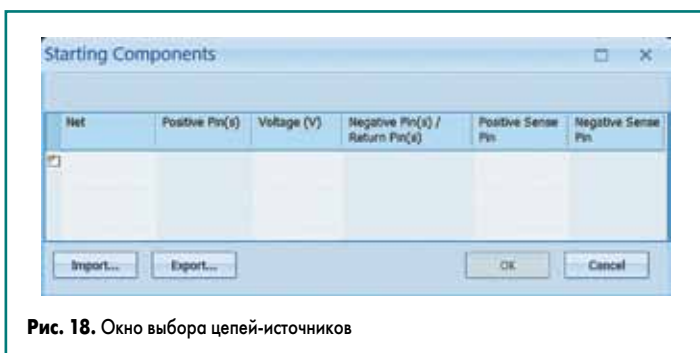 Starting Components
Net Positive Pin(s) Voltage (V) Negative Pin(s) / Return Pin(s) Positive Sense Pin Negative Sense Pin
Import... Export... OK Cancel
Рис. 18. Окно выбора цепей-источников